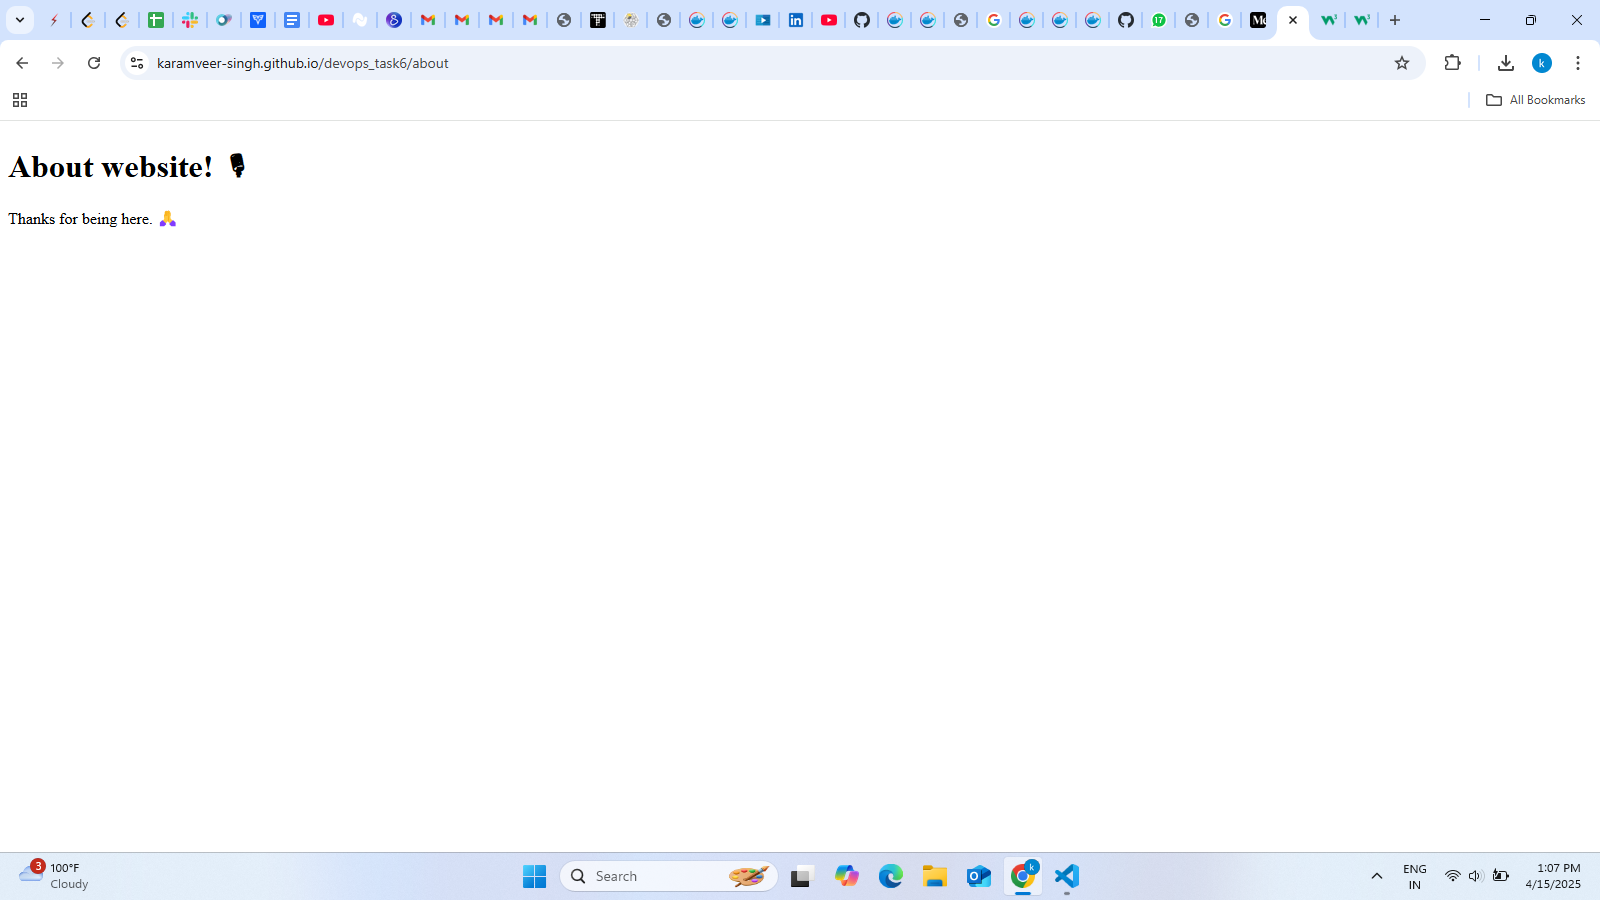 karamveer-singh.github.io/devops_task6/about
All Bookmarks
About website! 🎙
Thanks for being here. 🙏
3
100°F
Cloudy
Search
k
ENG
IN
1:07 PM
4/15/2025
17
k